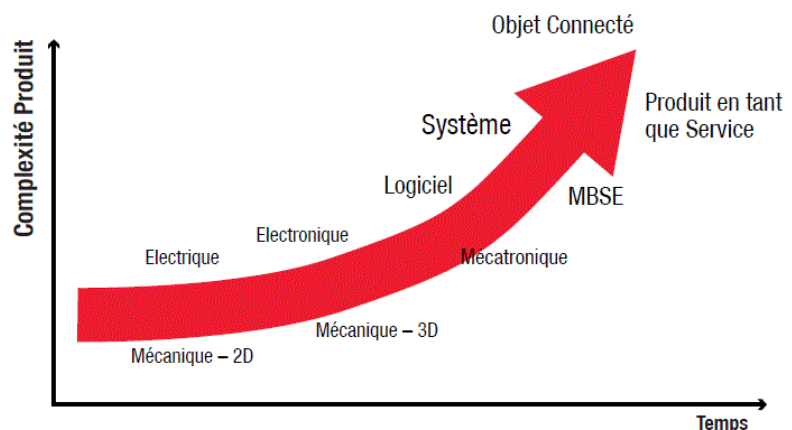 Objet Connecté
Complexité Produit
Produit en tant
que Service
Système
Logiciel
MBSE
Electronique
Electrique
Mécatronique
Mécanique – 3D
Mécanique – 2D
Temps